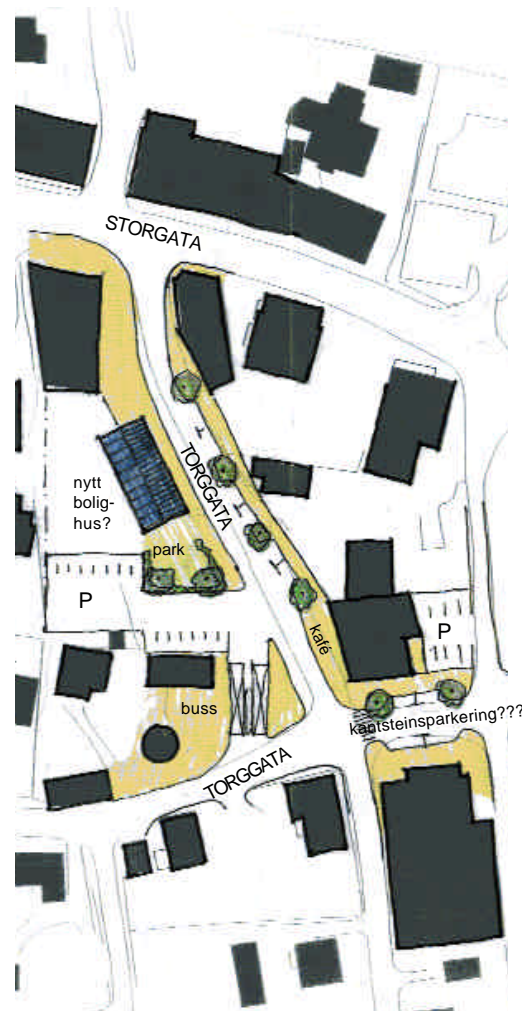 STORGATA
TORGGATA
nytt
bolig-
hus?
park
P
kafé
P
buss
kantsteinsparkering???
TORGGATA